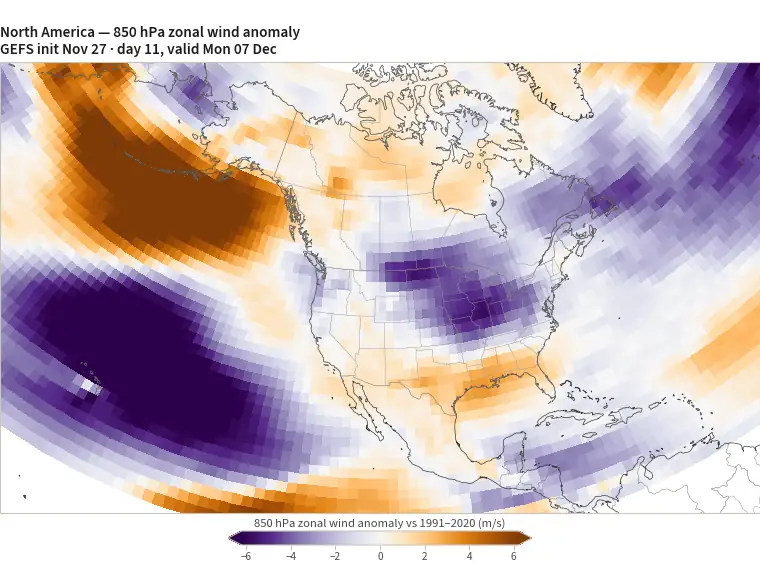 North America — 850 hPa zonal wind anomaly
GEFS init Nov 27 · day 11, valid Mon 07 Dec
850 hPa zonal wind anomaly vs 1991–2020 (m/s)
−6 −4 −2 0 2 4 6